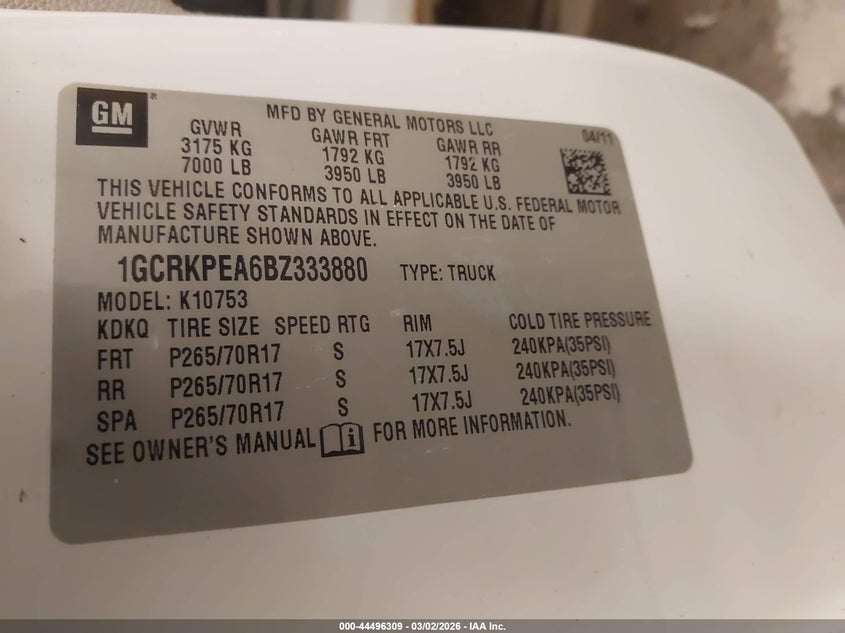 GM®
MFD BY GENERAL MOTORS LLC
04/11
GVWR GAWR FRT GAWR RR
3175 KG 1792 KG 1792 KG
7000 LB 3950 LB 3950 LB
THIS VEHICLE CONFORMS TO ALL APPLICABLE U.S. FEDERAL MOTOR
VEHICLE SAFETY STANDARDS IN EFFECT ON THE DATE OF
MANUFACTURE SHOWN ABOVE.
1GCRKPEA6BZ333880 TYPE: TRUCK
MODEL: K10753
KDKQ TIRE SIZE SPEED RTG RIM COLD TIRE PRESSURE
FRT P265/70R17 S 17X7.5J 240KPA(35PSI)
RR P265/70R17 S 17X7.5J 240KPA(35PSI)
SPA P265/70R17 S 17X7.5J 240KPA(35PSI)
SEE OWNER'S MANUAL i FOR MORE INFORMATION.
000-44496309 - 03/02/2026 - IAA Inc.